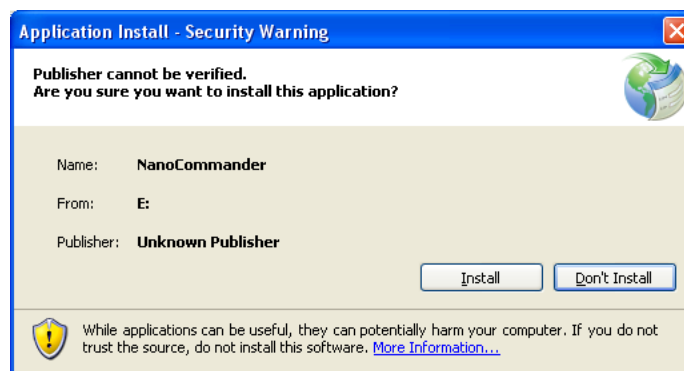 Application Install - Security Warning
Publisher cannot be verified.
Are you sure you want to install this application?
Name: NanoCommander
From: E:
Publisher: Unknown Publisher
Install Don't Install
While applications can be useful, they can potentially harm your computer. If you do not
trust the source, do not install this software. More Information...